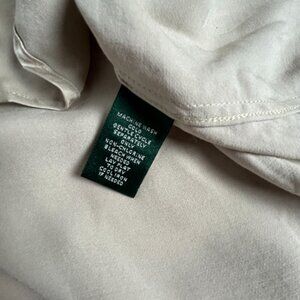 MACHINE WASH
COLD
GENTLE CYCLE
SEPARATELY
ONLY
NON-CHLORINE
BLEACH WHEN
NEEDED
LAY FLAT
TO DRY
COOL IRON
IF NEEDED